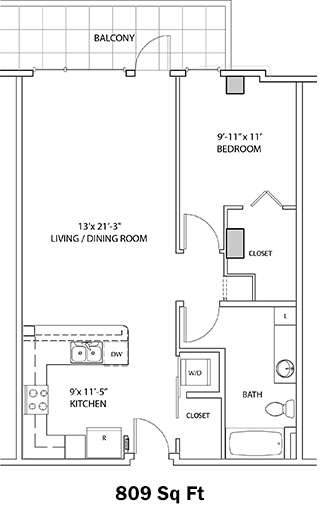 BALCONY
9'-11" x 11'
BEDROOM
13'x 21'-3"
LIVING / DINING ROOM
CLOSET
L
DW
W/D
9'x 11'-5"
KITCHEN
BATH
CLOSET
R
809 Sq Ft